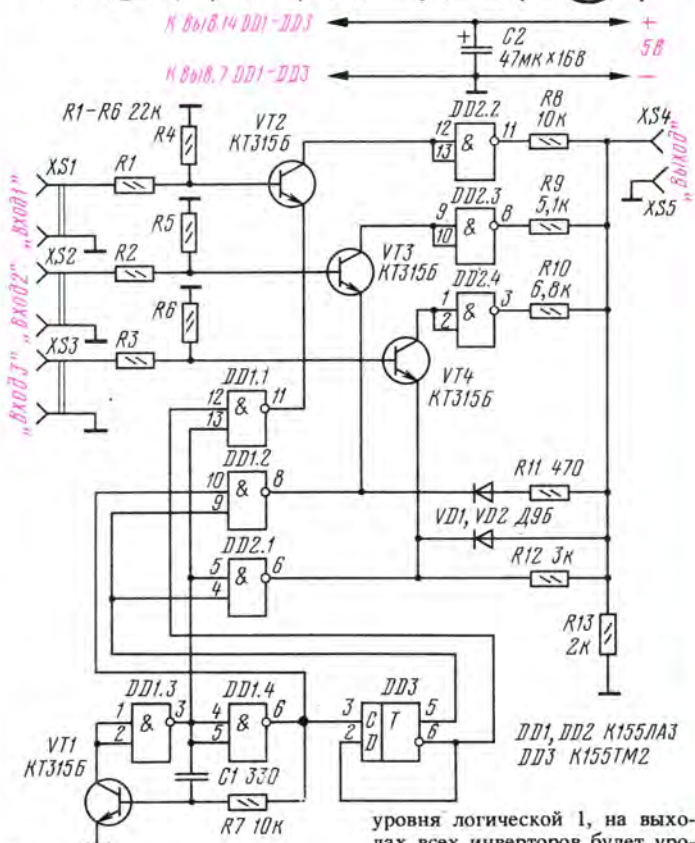 К выв.14 DD1-DD3
+
+
C2
5В
47мк×16В
К выв.7 DD1-DD3
−
R1-R6 22к
R4
VT2
КТ315Б
12
13
&
DD2.2
11
R8
10к
XS4
XS1
R1
„Вход1"
R5
9
10
&
DD2.3
8
R9
5,1к
„Выход"
XS5
XS2
R2
„Вход2"
VT3
КТ315Б
DD2.4
R6
1
2
&
3
R10
6,8к
XS3
R3
„Вход3"
VT4
КТ315Б
DD1.1
12
13
&
11
DD1.2
10
9
&
8
R11 470
VD1, VD2 Д9Б
DD2.1
5
4
&
6
R12 3к
R13
2к
DD1.3
1
2
&
3
DD1.4
4
5
&
6
DD3
3
2
C
D
T
5
6
VT1
КТ315Б
C1 330
R7 10к
DD1, DD2 К155ЛА3
DD3 К155ТМ2
уровня логической 1, на выхо-
дах всех инверторов будет уро-